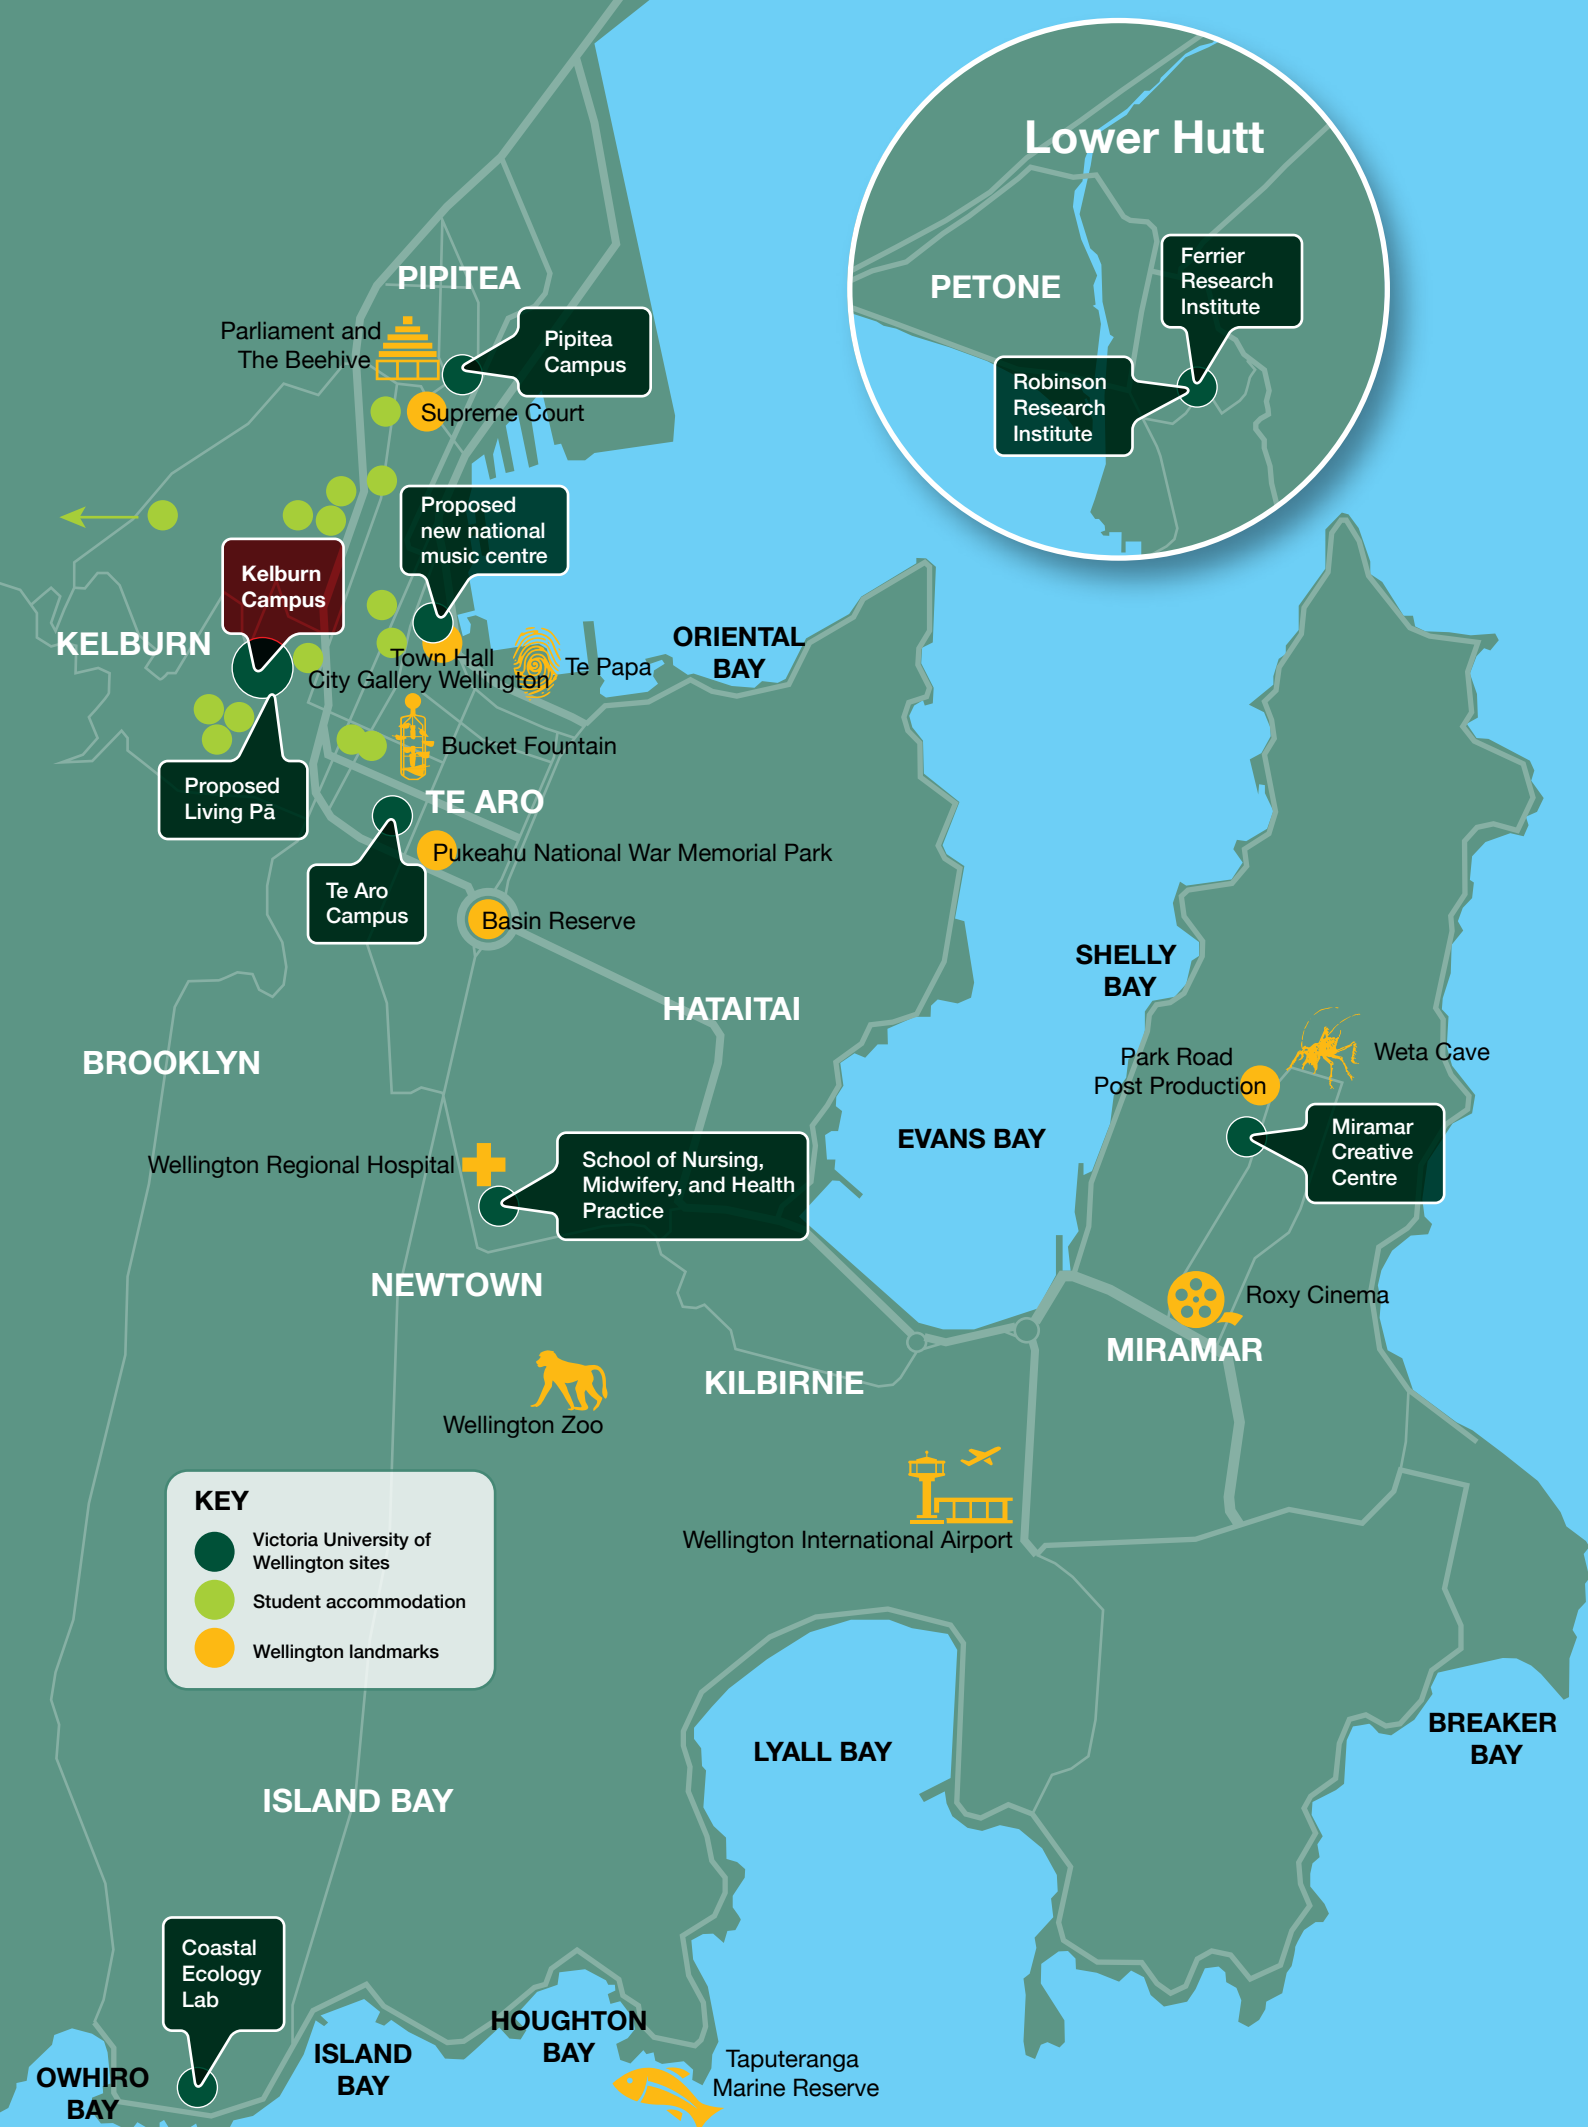 Lower Hutt
PIPITEA
PETONE
Ferrier
Research
Institute
Parliament and
The Beehive
Pipitea
Campus
Robinson
Research
Institute
Supreme Court
Proposed
new national
music centre
Kelburn
Campus
KELBURN
ORIENTAL
BAY
Town Hall
City Gallery Wellington
Te Papa
Bucket Fountain
Proposed
Living Pā
TE ARO
Pukeahu National War Memorial Park
Te Aro
Campus
Basin Reserve
SHELLY
BAY
HATAITAI
BROOKLYN
Park Road
Post Production
Weta Cave
EVANS BAY
Miramar
Creative
Centre
Wellington Regional Hospital
School of Nursing,
Midwifery, and Health
Practice
NEWTOWN
Roxy Cinema
MIRAMAR
KILBIRNIE
Wellington Zoo
Wellington International Airport
KEY
Victoria University of
Wellington sites
Student accommodation
Wellington landmarks
BREAKER
BAY
LYALL BAY
ISLAND BAY
Coastal
Ecology
Lab
HOUGHTON
BAY
ISLAND
BAY
OWHIRO
BAY
Taputeranga
Marine Reserve